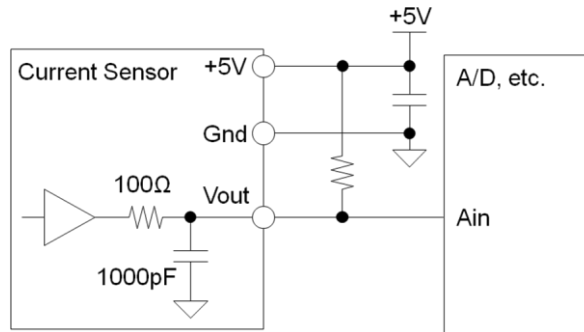 +5V
Current Sensor
+5V
A/D, etc.
Gnd
100Ω
Vout
Ain
1000pF